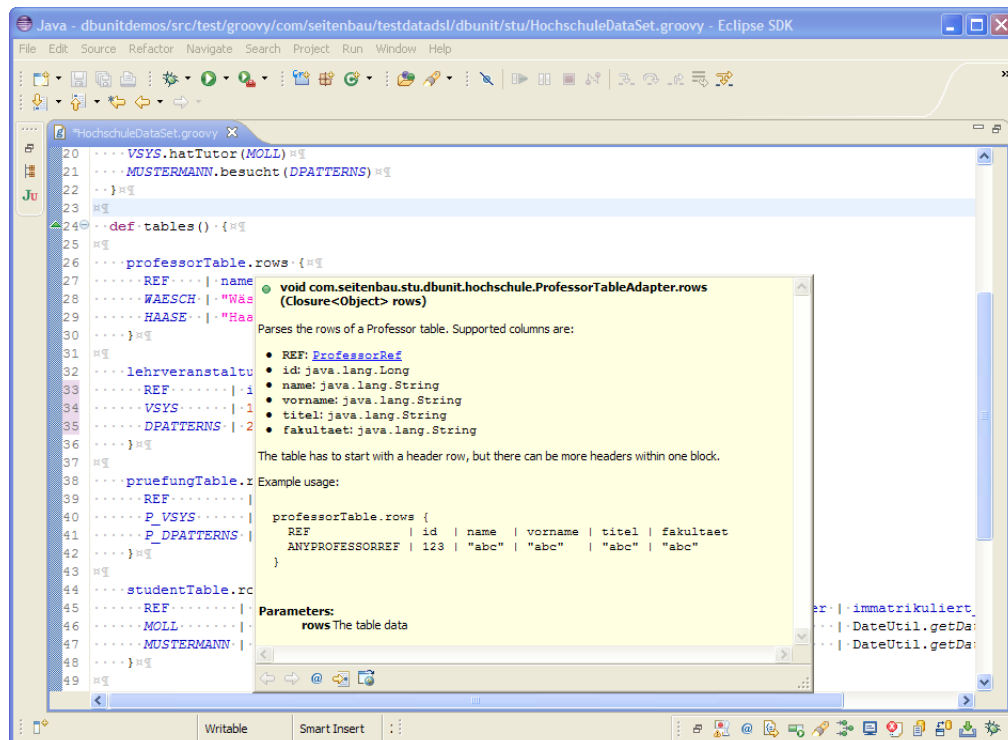 Java - dbunitdemos/src/test/groovy/com/seitenbau/testdatadsl/dbunit/stu/HochschuleDataSet.groovy - Eclipse SDK
File Edit Source Refactor Navigate Search Project Run Window Help
*HochschuleDataSet.groovy
20 ····VSYS.hatTutor(MOLL)¤¶
21 ····MUSTERMANN.besucht(DPATTERNS)¤¶
22 ··}¤¶
23 ¤¶
24 ··def·tables()·{¤¶
25 ¤¶
26 ····professorTable.rows·{¤¶
27 ······REF····|·name
28 ······WAESCH·|·"Wäs
29 ······HAASE··|·"Haa
30 ····}¤¶
31 ¤¶
32 ····lehrveranstaltu
33 ······REF·······|·i
34 ······VSYS······|·1
35 ······DPATTERNS·|·2
36 ····}¤¶
37 ¤¶
38 ····pruefungTable.r
39 ······REF·········|
40 ······P_VSYS······|
41 ······P_DPATTERNS·|
42 ····}¤¶
43 ¤¶
44 ····studentTable.ro
45 ······REF········|· er·|·immatrikuliert_
46 ······MOLL·······|· ··|·DateUtil.getDa
47 ······MUSTERMANN·|· ··|·DateUtil.getDa
48 ····}¤¶
49 ¤¶
void com.seitenbau.stu.dbunit.hochschule.ProfessorTableAdapter.rows
(Closure<Object> rows)
Parses the rows of a Professor table. Supported columns are:
• REF: ProfessorRef
• id: java.lang.Long
• name: java.lang.String
• vorname: java.lang.String
• titel: java.lang.String
• fakultaet: java.lang.String
The table has to start with a header row, but there can be more headers within one block.
Example usage:
professorTable.rows {
REF | id | name | vorname | titel | fakultaet
ANYPROFESSORREF | 123 | "abc" | "abc" | "abc" | "abc"
}
Parameters:
rows The table data
Writable Smart Insert :